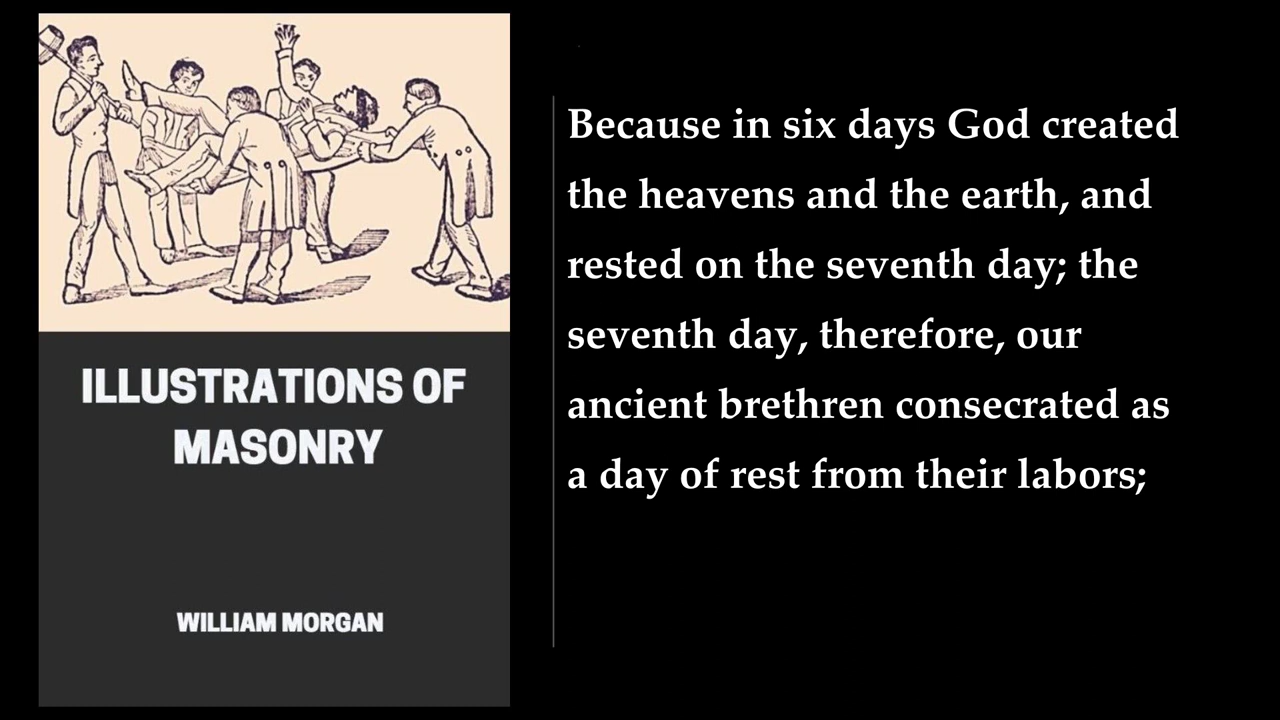 ILLUSTRATIONS OF
MASONRY
WILLIAM MORGAN
Because in six days God created
the heavens and the earth, and
rested on the seventh day; the
seventh day, therefore, our
ancient brethren consecrated as
a day of rest from their labors;